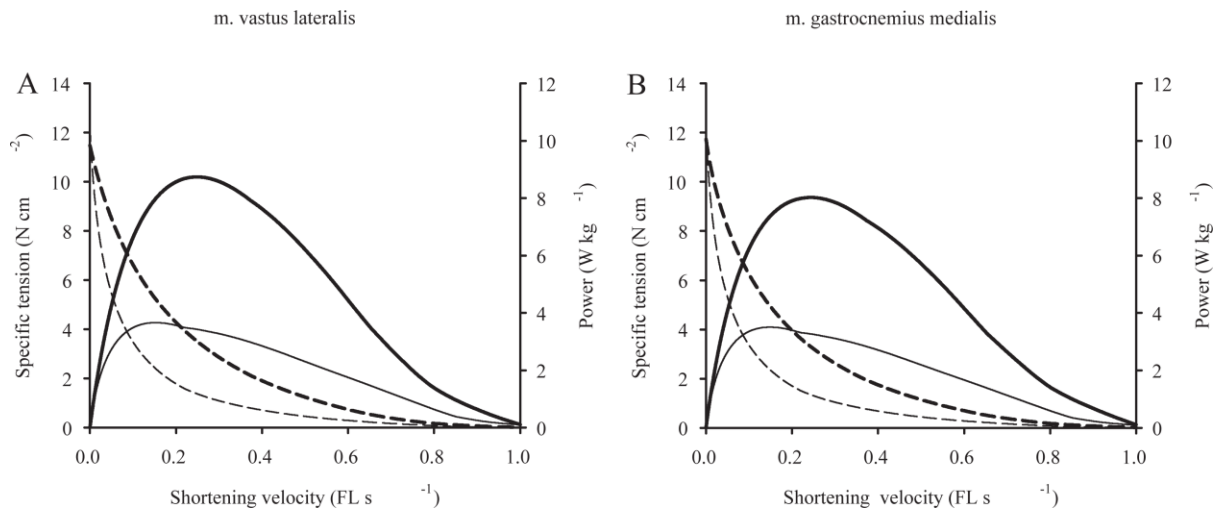 m. vastus lateralis
m. gastrocnemius medialis
A
14
12
10
8
6
4
2
0
Specific tension (N cm -2)
12
10
8
6
4
2
0
Power (W kg -1)
0.0 0.2 0.4 0.6 0.8 1.0
Shortening velocity (FL s -1)
B
14
12
10
8
6
4
2
0
Specific tension (N cm -2)
12
10
8
6
4
2
0
Power (W kg -1)
0.0 0.2 0.4 0.6 0.8 1.0
Shortening velocity (FL s -1)